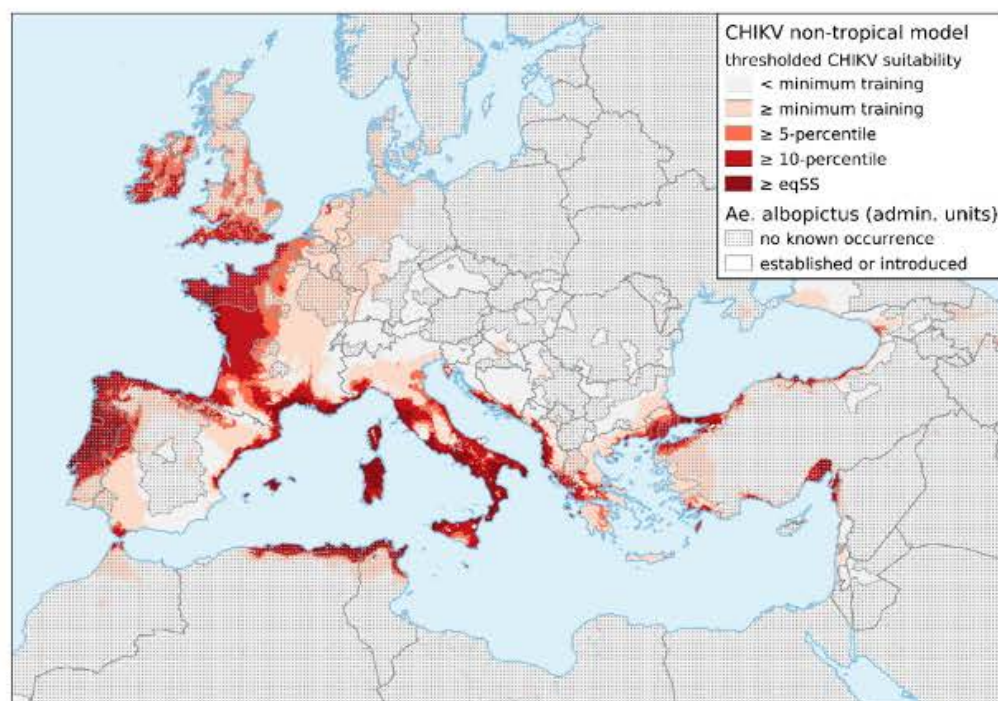 CHIKV non-tropical model
thresholded CHIKV suitability
< minimum training
≥ minimum training
≥ 5-percentile
≥ 10-percentile
≥ eqSS
Ae. albopictus (admin. units)
no known occurrence
established or introduced